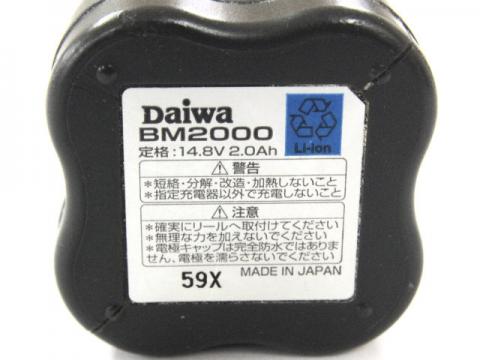 Daiwa
BM2000
定格:14.8V 2.0Ah
Li-ion
⚠警告
*短絡・分解・改造・加熱しないこと
*指定充電器以外で充電しないこと
⚠注意
*確実にリールへ取付けてください
*無理な力を加えないでください
*電極キャップは完全防水ではありま
せん、電極を濡らさないでください
59X MADE IN JAPAN